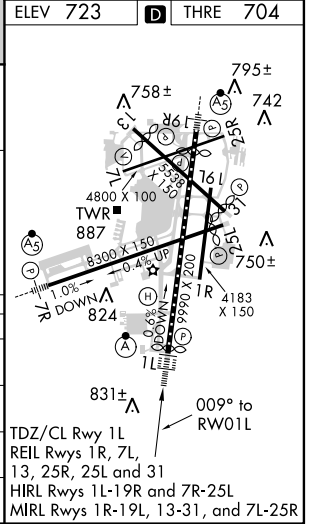 ELEV 723
D
THRE 704
795±
758±
A5
742
13
19R
25R
P
P
P
N
7L
5538 X 150
4800 X 100
19L
31
P
TWR
887
25L
A5
P
8300 X 150
0.4% UP
750±
1.0%
DOWN
7R
824
H
0.6%
DOWN
9990 X 200
1R
4183
X 150
A
P
1L
831±
009° to
RW01L
TDZ/CL Rwy 1L
REIL Rwys 1R, 7L,
13, 25R, 25L and 31
HIRL Rwys 1L-19R and 7R-25L
MIRL Rwys 1R-19L, 13-31, and 7L-25R